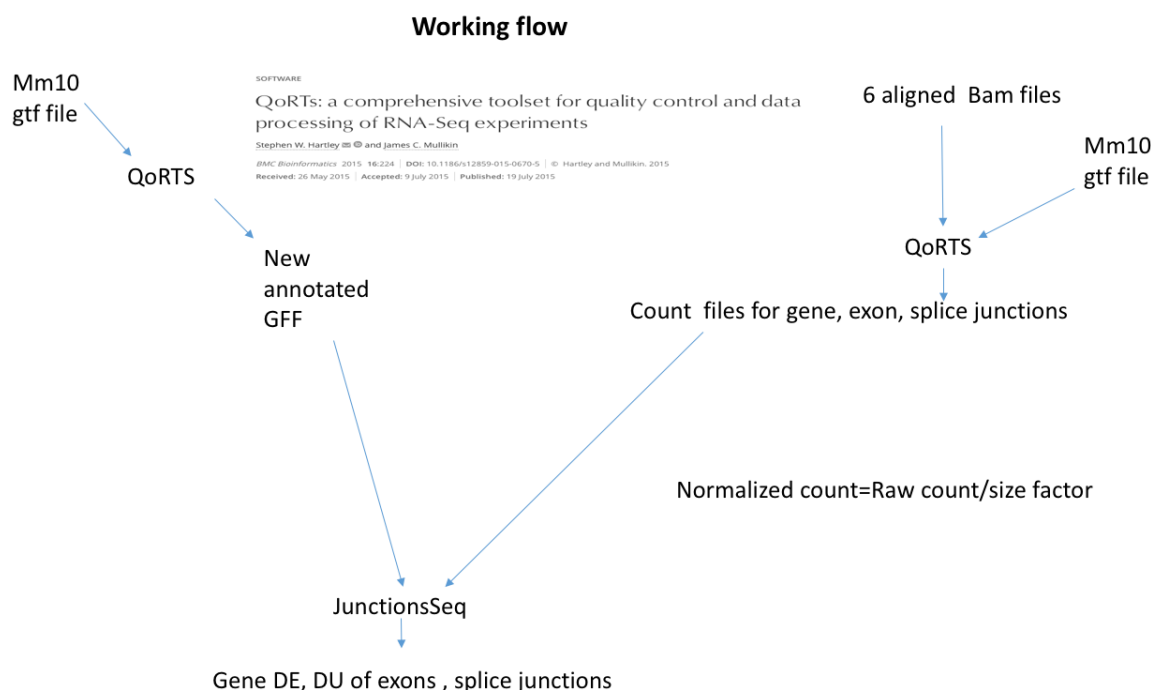 Working flow
Mm10
gtf file
SOFTWARE
QoRTs: a comprehensive toolset for quality control and data
processing of RNA-Seq experiments
Stephen W. Hartley and James C. Mullikin
BMC Bioinformatics 2015 16:224 | DOI: 10.1186/s12859-015-0670-5 | © Hartley and Mullikin. 2015
Received: 26 May 2015 | Accepted: 9 July 2015 | Published: 19 July 2015
6 aligned Bam files
Mm10
gtf file
QoRTS
QoRTS
New
annotated
GFF
Count files for gene, exon, splice junctions
Normalized count=Raw count/size factor
JunctionsSeq
Gene DE, DU of exons , splice junctions